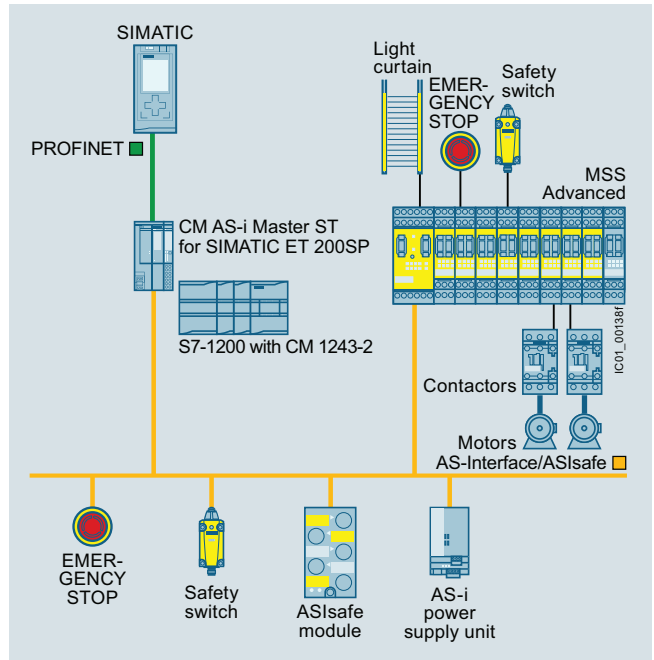 SIMATIC
PROFINET
CM AS-i Master ST
for SIMATIC ET 200SP
S7-1200 with CM 1243-2
Light
curtain
EMER-
GENCY
STOP
Safety
switch
MSS
Advanced
IC01_00138f
Contactors
Motors
AS-Interface/ASIsafe
EMER-
GENCY
STOP
Safety
switch
ASIsafe
module
AS-i
power
supply unit